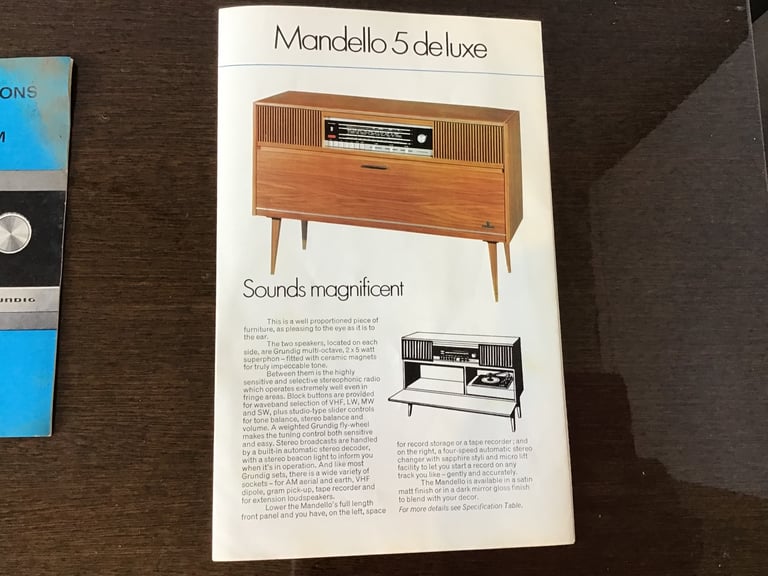 ONS
M
UNDIG
Mandello 5 de luxe
Sounds magnificent
This is a well proportioned piece of
furniture, as pleasing to the eye as it is to
the ear.
The two speakers, located on each
side, are Grundig multi-octave, 2 x 5 watt
superphon – fitted with ceramic magnets
for truly impeccable tone.
Between them is the highly
sensitive and selective stereophonic radio
which operates extremely well even in
fringe areas. Block buttons are provided
for waveband selection of VHF, LW, MW
and SW, plus studio-type slider controls
for tone balance, stereo balance and
volume. A weighted Grundig fly-wheel
makes the tuning control both sensitive
and easy. Stereo broadcasts are handled
by a built-in automatic stereo decoder,
with a stereo beacon light to inform you
when it's in operation. And like most
Grundig sets, there is a wide variety of
sockets – for AM aerial and earth, VHF
dipole, gram pick-up, tape recorder and
for extension loudspeakers.
Lower the Mandello's full length
front panel and you have, on the left, space
for record storage or a tape recorder; and
on the right, a four-speed automatic stereo
changer with sapphire styli and micro lift
facility to let you start a record on any
track you like – gently and accurately.
The Mandello is available in a satin
matt finish or in a dark mirror gloss finish
to blend with your decor.
For more details see Specification Table.